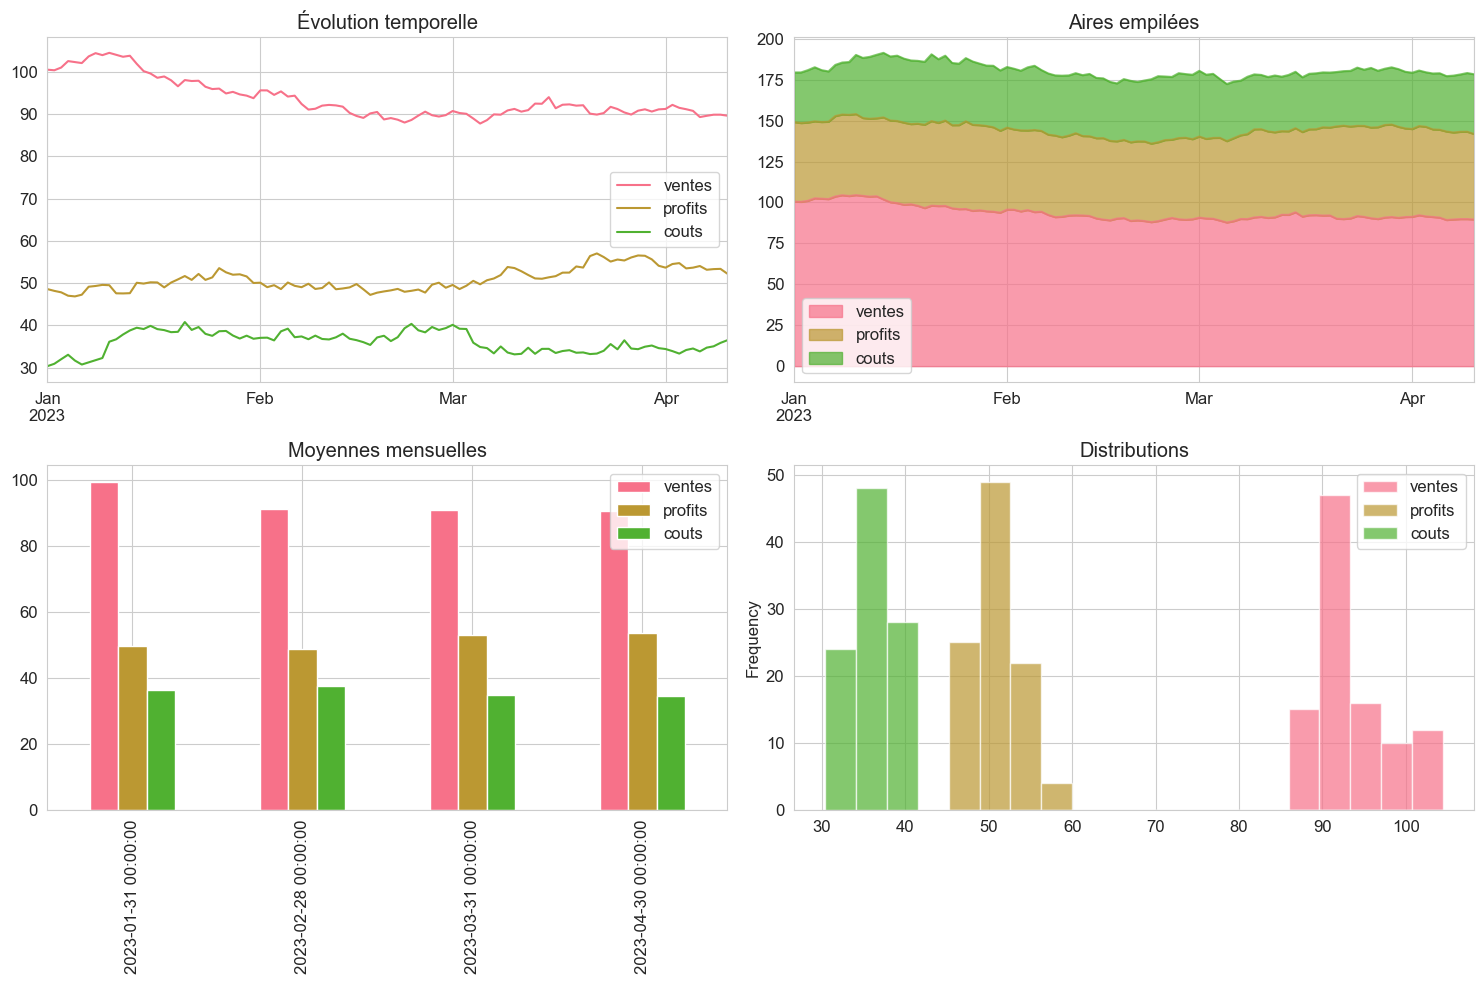 Évolution temporelle
100
90
80
70
60
50
40
30
ventes
profits
couts
Jan
2023
Feb
Mar
Apr
Aires empilées
200
175
150
125
100
75
50
25
0
ventes
profits
couts
Jan
2023
Feb
Mar
Apr
Moyennes mensuelles
100
80
60
40
20
0
ventes
profits
couts
2023-01-31 00:00:00
2023-02-28 00:00:00
2023-03-31 00:00:00
2023-04-30 00:00:00
Distributions
Frequency
50
40
30
20
10
0
ventes
profits
couts
30
40
50
60
70
80
90
100